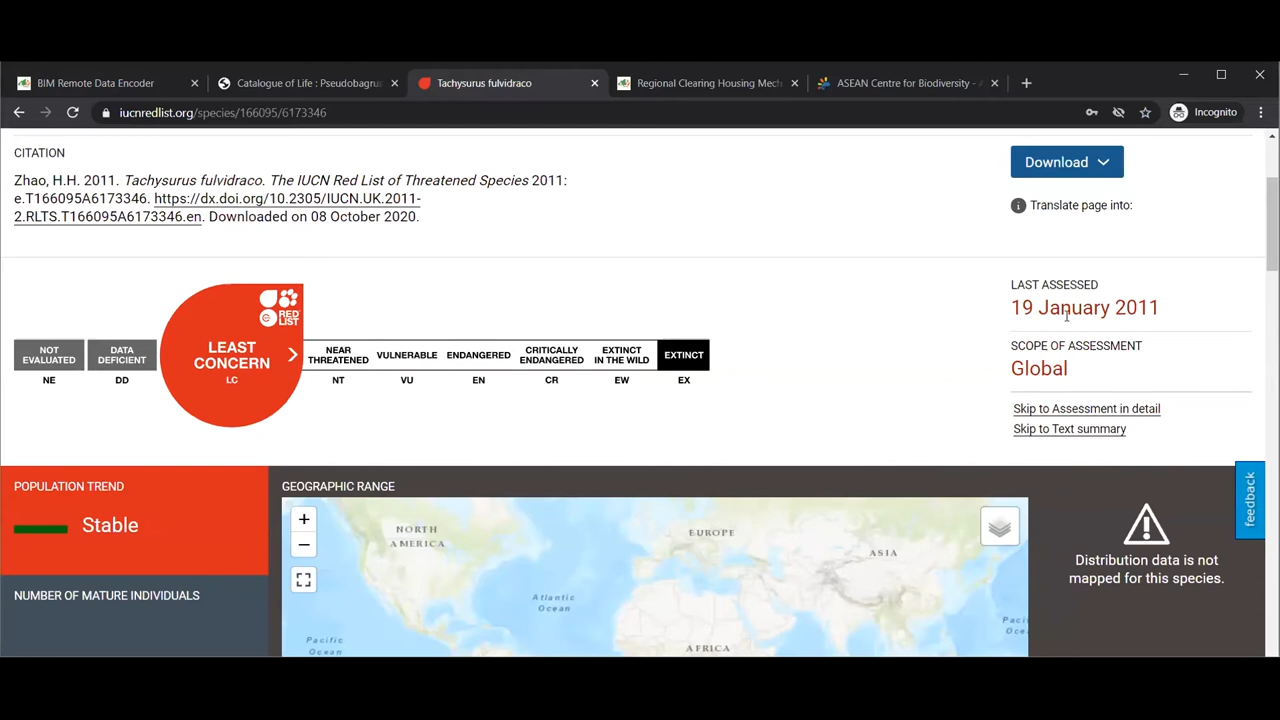 BIM Remote Data Encoder
Catalogue of Life : Pseudobagrus
Tachysurus fulvidraco
Regional Clearing Housing Mech
ASEAN Centre for Biodiversity -
iucnredlist.org/species/166095/6173346
Incognito
CITATION
Zhao, H.H. 2011. Tachysurus fulvidraco. The IUCN Red List of Threatened Species 2011:
e.T166095A6173346. https://dx.doi.org/10.2305/IUCN.UK.2011-
2.RLTS.T166095A6173346.en. Downloaded on 08 October 2020.
Download
Translate page into:
LAST ASSESSED
19 January 2011
SCOPE OF ASSESSMENT
Global
Skip to Assessment in detail
Skip to Text summary
RED
LIST
NOT
EVALUATED
NE
DATA
DEFICIENT
DD
LEAST
CONCERN
LC
NEAR
THREATENED
NT
VULNERABLE
VU
ENDANGERED
EN
CRITICALLY
ENDANGERED
CR
EXTINCT
IN THE WILD
EW
EXTINCT
EX
feedback
POPULATION TREND
Stable
NUMBER OF MATURE INDIVIDUALS
GEOGRAPHIC RANGE
NORTH
AMERICA
EUROPE
ASIA
Atlantic
Ocean
Pacific
Ocean
AFRICA
Distribution data is not
mapped for this species.